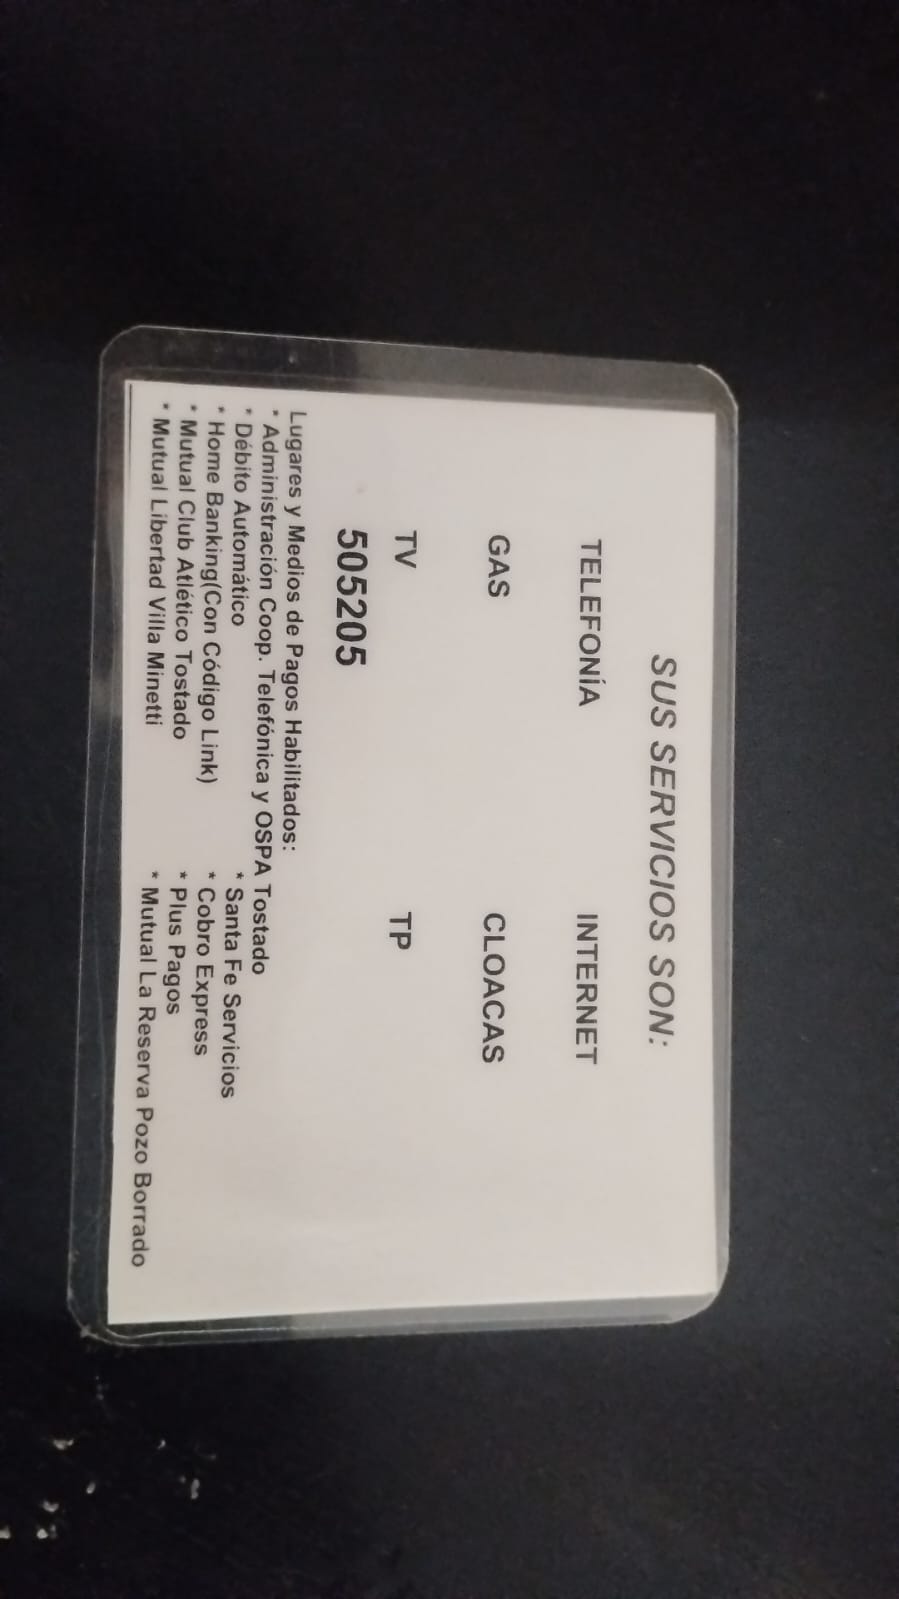 SUS SERVICIOS SON:
TELEFONÍA INTERNET
GAS CLOACAS
TV TP
505205
Lugares y Medios de Pagos Habilitados:
* Administración Coop. Telefónica y OSPA Tostado
* Débito Automático * Santa Fe Servicios
* Home Banking(Con Código Link) * Cobro Express
* Mutual Club Atlético Tostado * Plus Pagos
* Mutual Libertad Villa Minetti * Mutual La Reserva Pozo Borrado